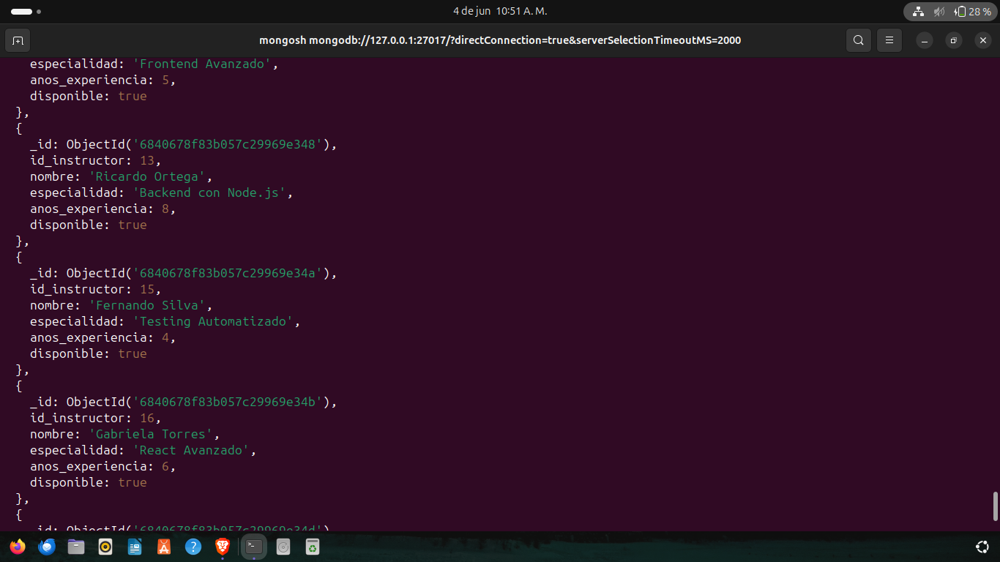 4 de jun 10:51 A. M.
28 %
mongosh mongodb://127.0.0.1:27017/?directConnection=true&serverSelectionTimeoutMS=2000
especialidad: 'Frontend Avanzado',
anos_experiencia: 5,
disponible: true
},
{
_id: ObjectId('6840678f83b057c29969e348'),
id_instructor: 13,
nombre: 'Ricardo Ortega',
especialidad: 'Backend con Node.js',
anos_experiencia: 8,
disponible: true
},
{
_id: ObjectId('6840678f83b057c29969e34a'),
id_instructor: 15,
nombre: 'Fernando Silva',
especialidad: 'Testing Automatizado',
anos_experiencia: 4,
disponible: true
},
{
_id: ObjectId('6840678f83b057c29969e34b'),
id_instructor: 16,
nombre: 'Gabriela Torres',
especialidad: 'React Avanzado',
anos_experiencia: 6,
disponible: true
},
{
_id: ObjectId('6840678f83b057c29969e34d'),